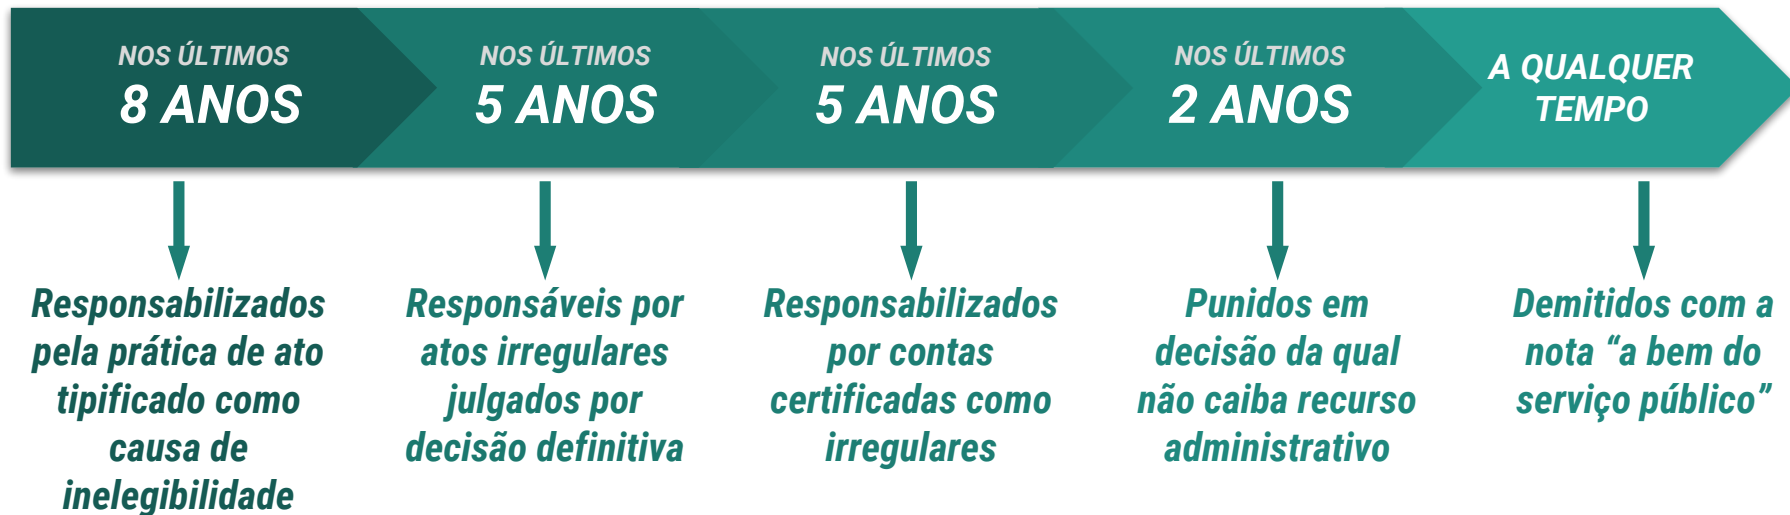 NOS ÚLTIMOS
8 ANOS
NOS ÚLTIMOS
5 ANOS
NOS ÚLTIMOS
5 ANOS
NOS ÚLTIMOS
2 ANOS
A QUALQUER
TEMPO
Responsabilizados
pela prática de ato
tipificado como
causa de
inelegibilidade
Responsáveis por
atos irregulares
julgados por
decisão definitiva
Responsabilizados
por contas
certificadas como
irregulares
Punidos em
decisão da qual
não caiba recurso
administrativo
Demitidos com a
nota “a bem do
serviço público”